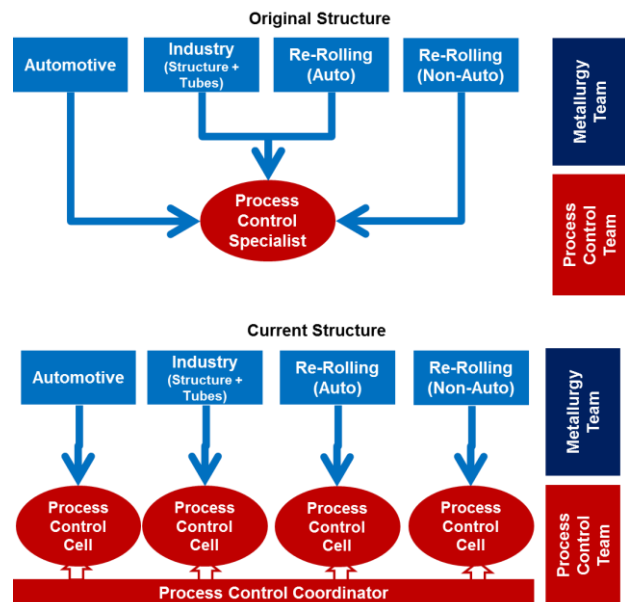 Original Structure
Automotive
Industry
(Structure +
Tubes)
Re-Rolling
(Auto)
Re-Rolling
(Non-Auto)
Metallurgy
Team
Process
Control
Specialist
Process
Control
Team
Current Structure
Automotive
Industry
(Structure +
Tubes)
Re-Rolling
(Auto)
Re-Rolling
(Non-Auto)
Metallurgy
Team
Process
Control
Cell
Process
Control
Cell
Process
Control
Cell
Process
Control
Cell
Process
Control
Team
Process Control Coordinator